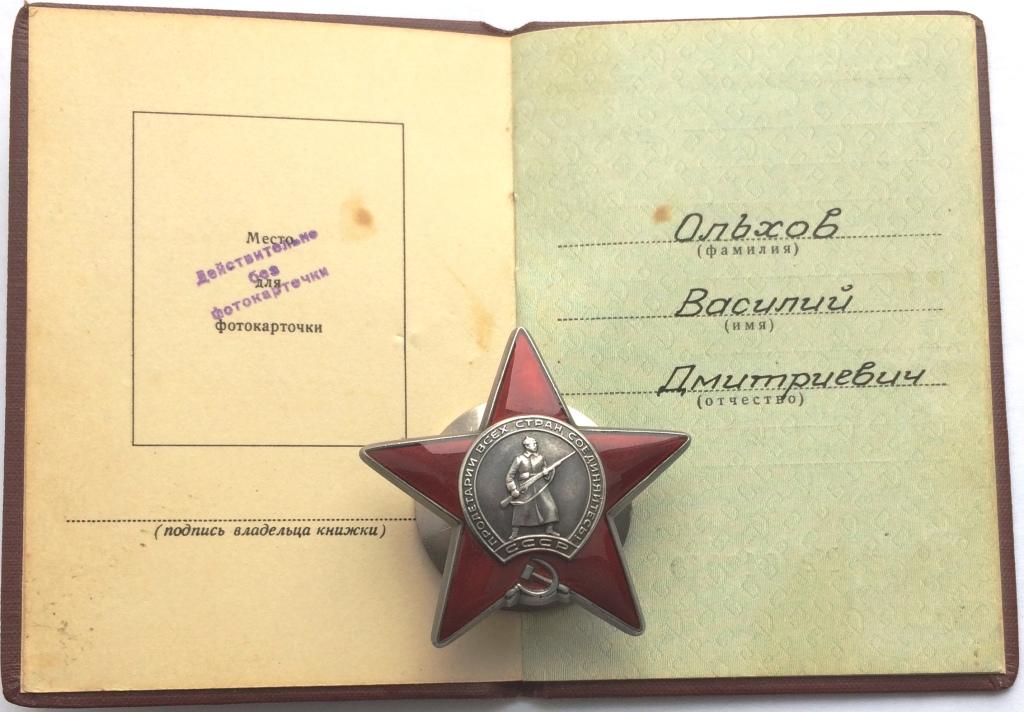 Место
Действительно
без
для
фотокарточки
фотокарточки
(подпись владельца книжки)
Ольхов
(фамилия)
Василий
(имя)
Дмитриевич
(отчество)
ПРОЛЕТАРИИ ВСЕХ СТРАН СОЕДИНЯЙТЕСЬ!
СССР